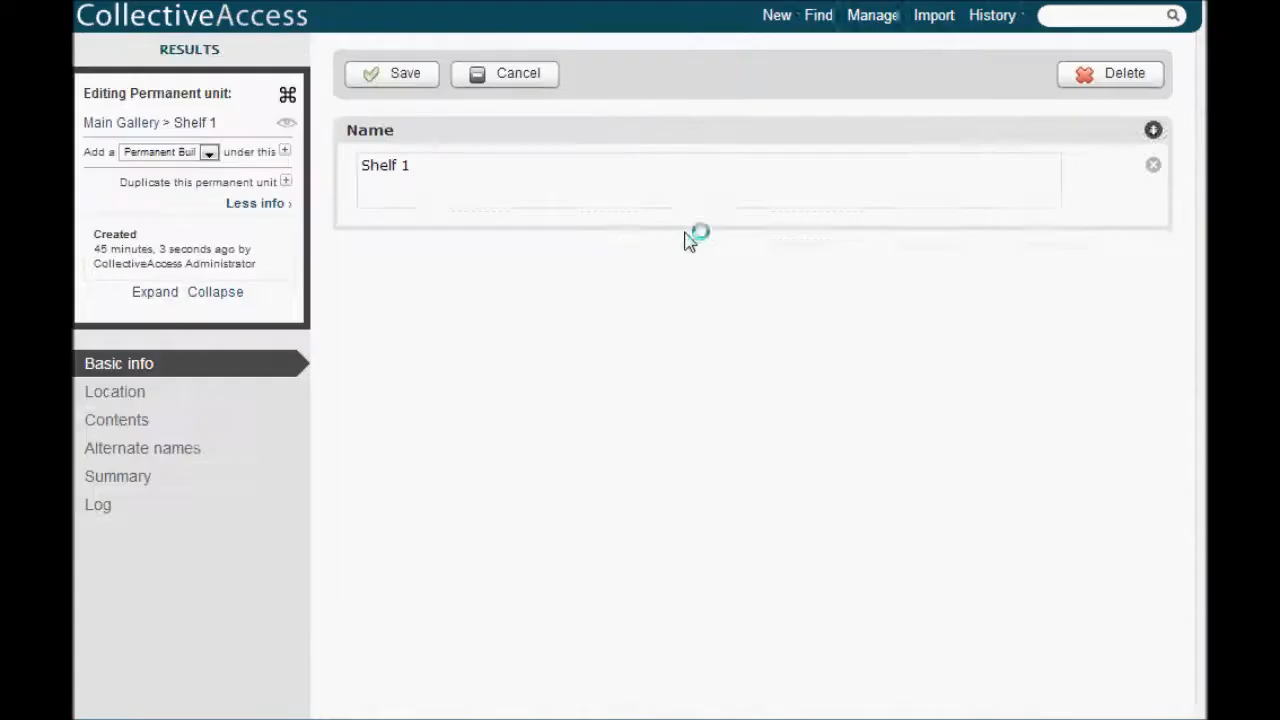 CollectiveAccess
New Find Manage Import History
RESULTS
Editing Permanent unit:
Main Gallery > Shelf 1
Add a Permanent Buil under this
Duplicate this permanent unit
Less info ›
Created
45 minutes, 3 seconds ago by
CollectiveAccess Administrator
Expand Collapse
Basic info
Location
Contents
Alternate names
Summary
Log
Save Cancel Delete
Name
Shelf 1